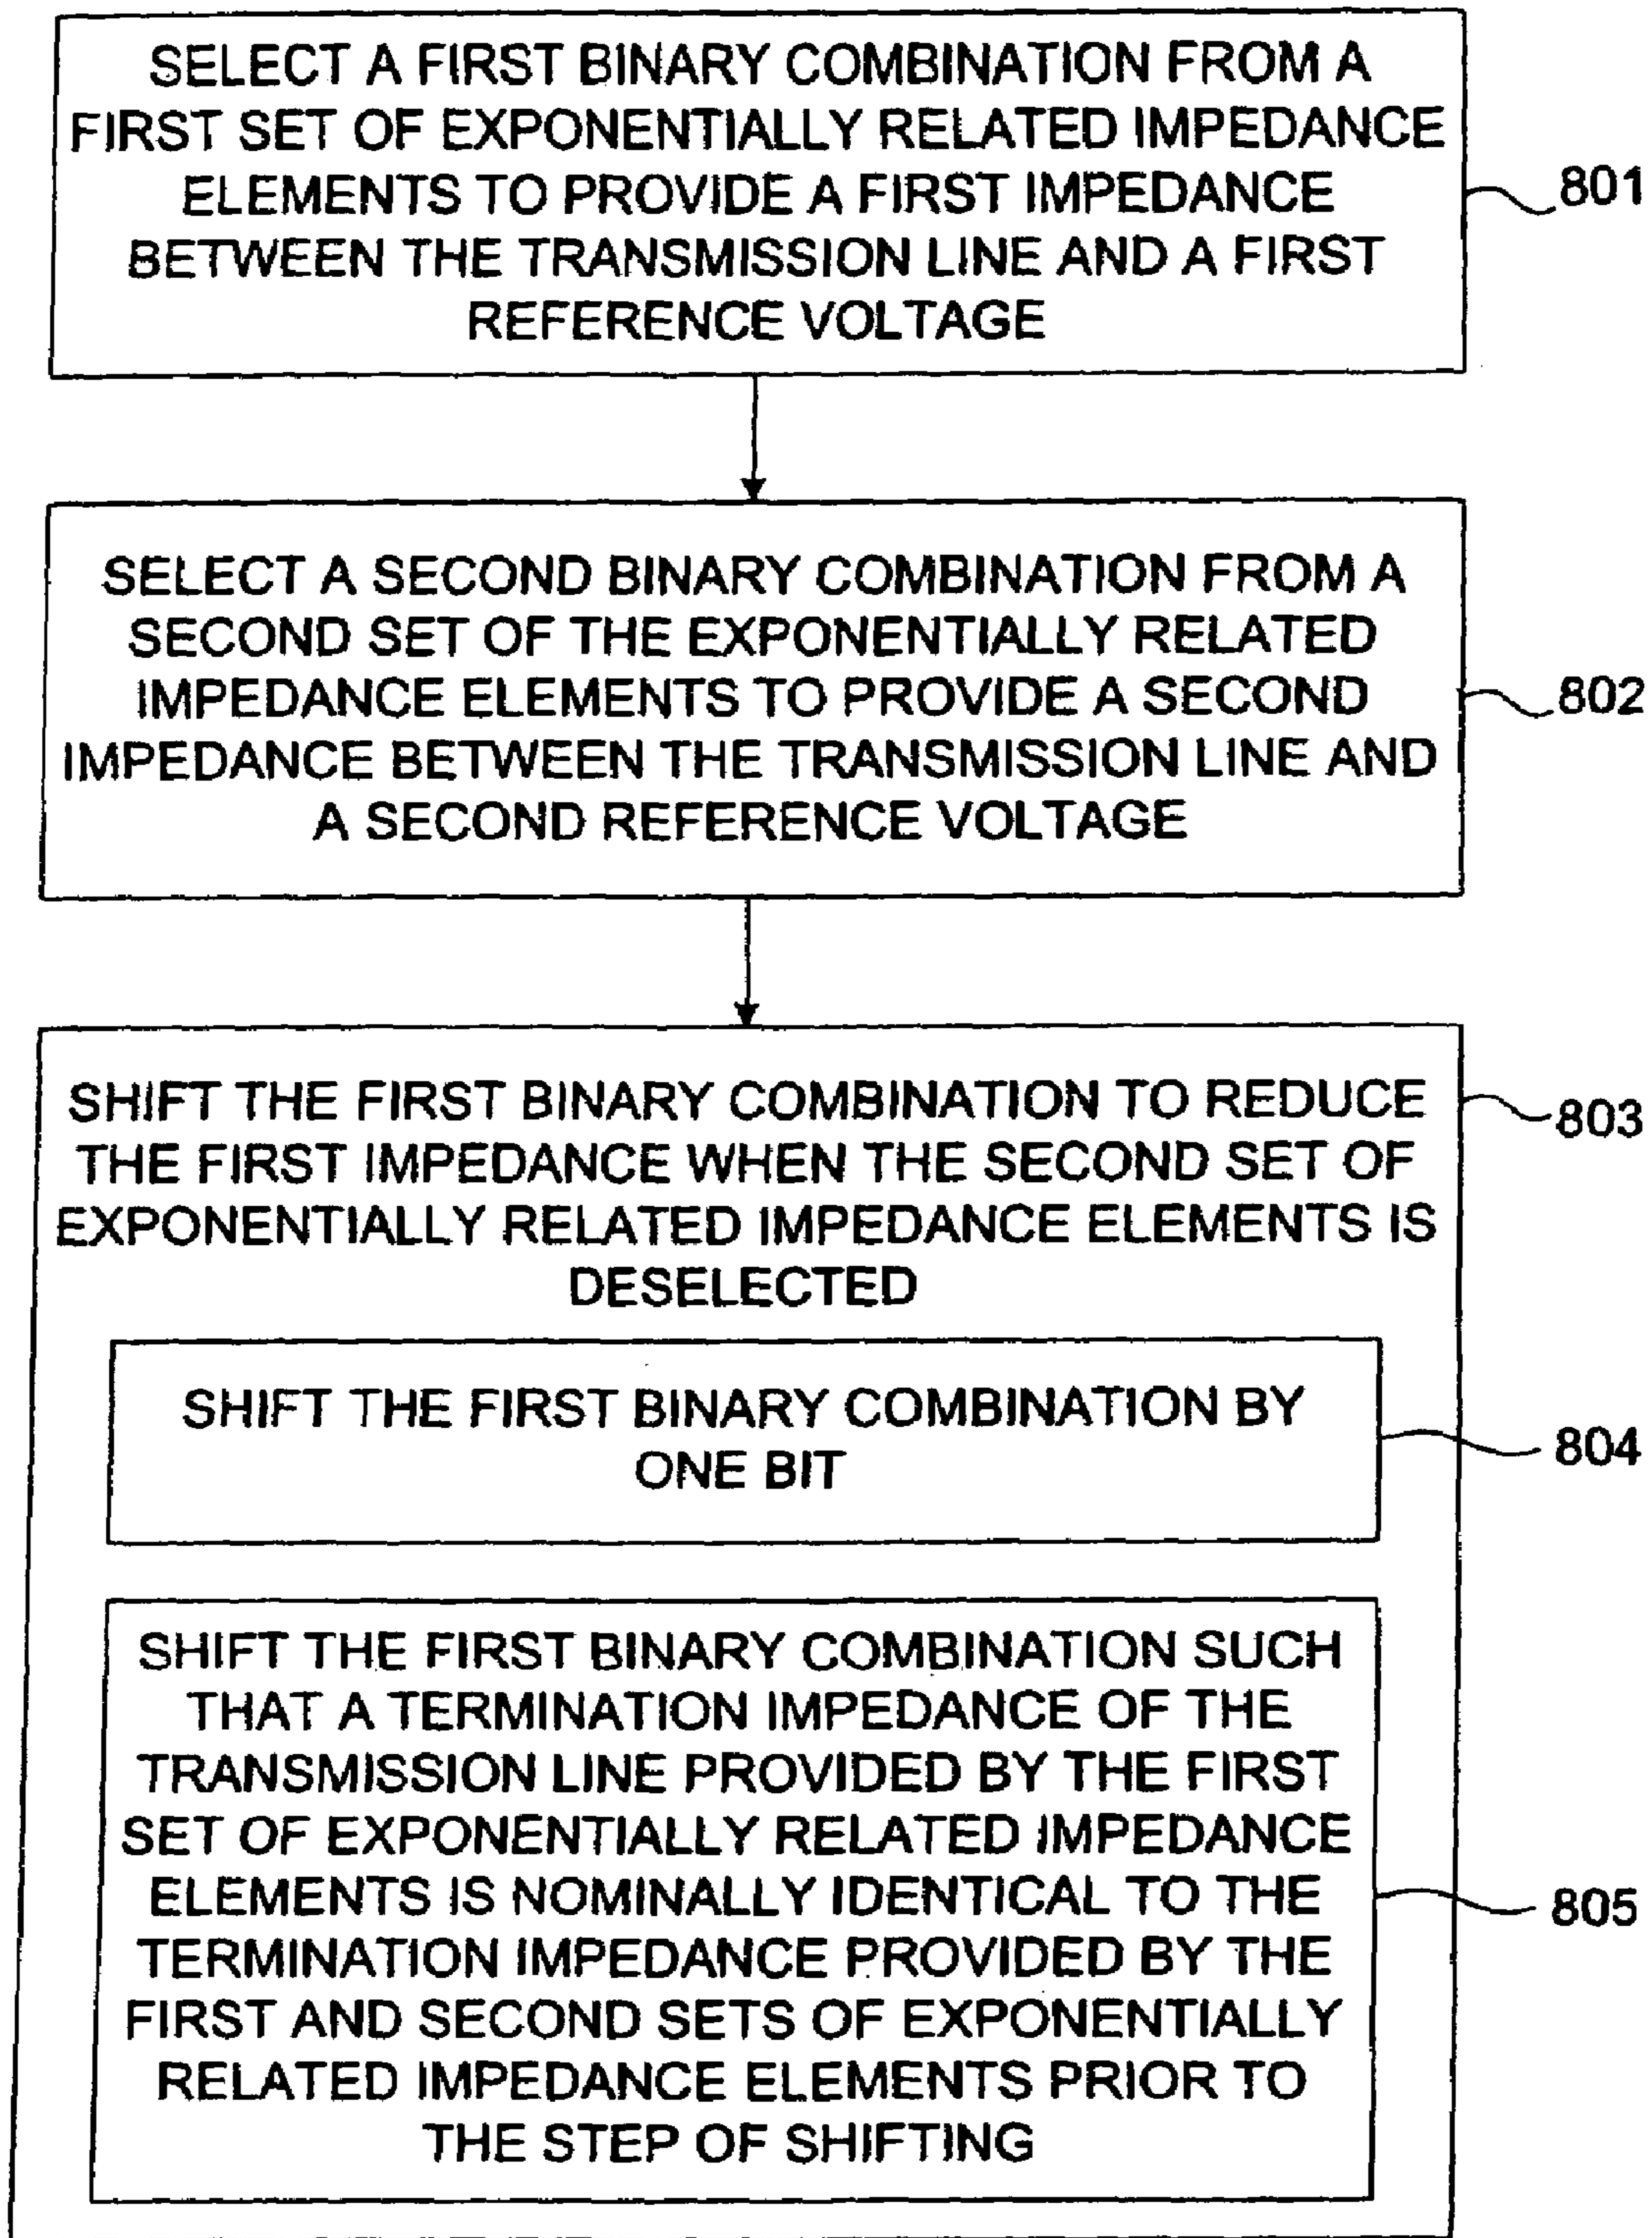 SELECT A FIRST BINARY COMBINATION FROM A
FIRST SET OF EXPONENTIALLY RELATED IMPEDANCE
ELEMENTS TO PROVIDE A FIRST IMPEDANCE
BETWEEN THE TRANSMISSION LINE AND A FIRST
REFERENCE VOLTAGE
801
SELECT A SECOND BINARY COMBINATION FROM A
SECOND SET OF THE EXPONENTIALLY RELATED
IMPEDANCE ELEMENTS TO PROVIDE A SECOND
IMPEDANCE BETWEEN THE TRANSMISSION LINE AND
A SECOND REFERENCE VOLTAGE
802
SHIFT THE FIRST BINARY COMBINATION TO REDUCE
THE FIRST IMPEDANCE WHEN THE SECOND SET OF
EXPONENTIALLY RELATED IMPEDANCE ELEMENTS IS
DESELECTED
803
SHIFT THE FIRST BINARY COMBINATION BY
ONE BIT
804
SHIFT THE FIRST BINARY COMBINATION SUCH
THAT A TERMINATION IMPEDANCE OF THE
TRANSMISSION LINE PROVIDED BY THE FIRST
SET OF EXPONENTIALLY RELATED IMPEDANCE
ELEMENTS IS NOMINALLY IDENTICAL TO THE
TERMINATION IMPEDANCE PROVIDED BY THE
FIRST AND SECOND SETS OF EXPONENTIALLY
RELATED IMPEDANCE ELEMENTS PRIOR TO
THE STEP OF SHIFTING
805